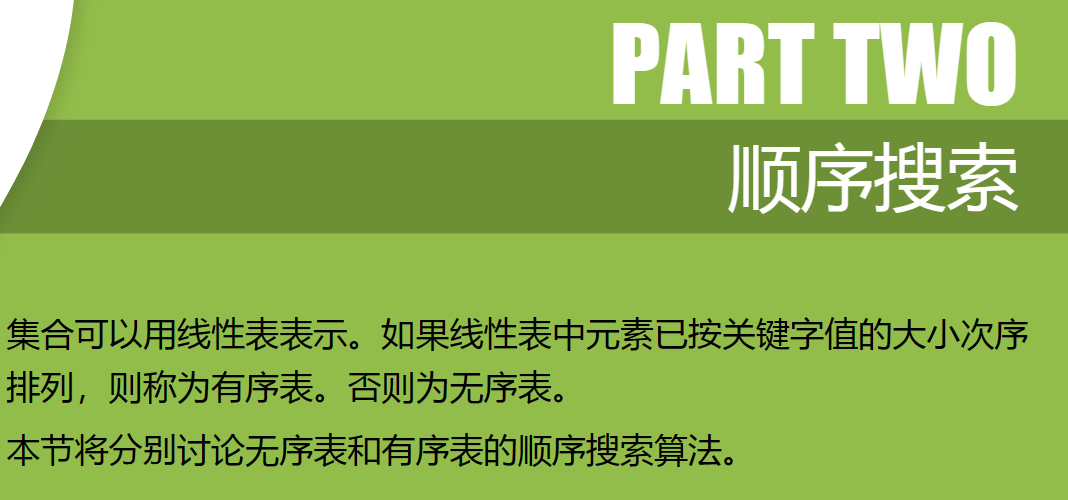 PART TWO
顺序搜索
集合可以用线性表表示。如果线性表中元素已按关键字值的大小次序
排列，则称为有序表。否则为无序表。
本节将分别讨论无序表和有序表的顺序搜索算法。